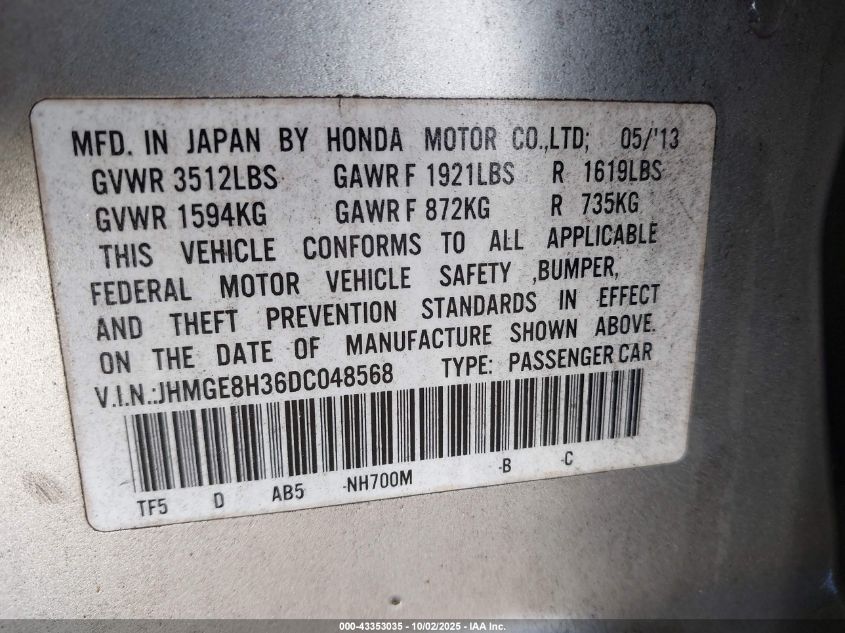 MFD. IN JAPAN BY HONDA MOTOR CO.,LTD; 05/'13
GVWR 3512LBS GAWR F 1921LBS R 1619LBS
GVWR 1594KG GAWR F 872KG R 735KG
THIS VEHICLE CONFORMS TO ALL APPLICABLE
FEDERAL MOTOR VEHICLE SAFETY ,BUMPER,
AND THEFT PREVENTION STANDARDS IN EFFECT
ON THE DATE OF MANUFACTURE SHOWN ABOVE.
V.I.N.:JHMGE8H36DC048568 TYPE: PASSENGER CAR
TF5 D AB5 -NH700M -B -C
000-43353035 - 10/02/2025 - IAA Inc.